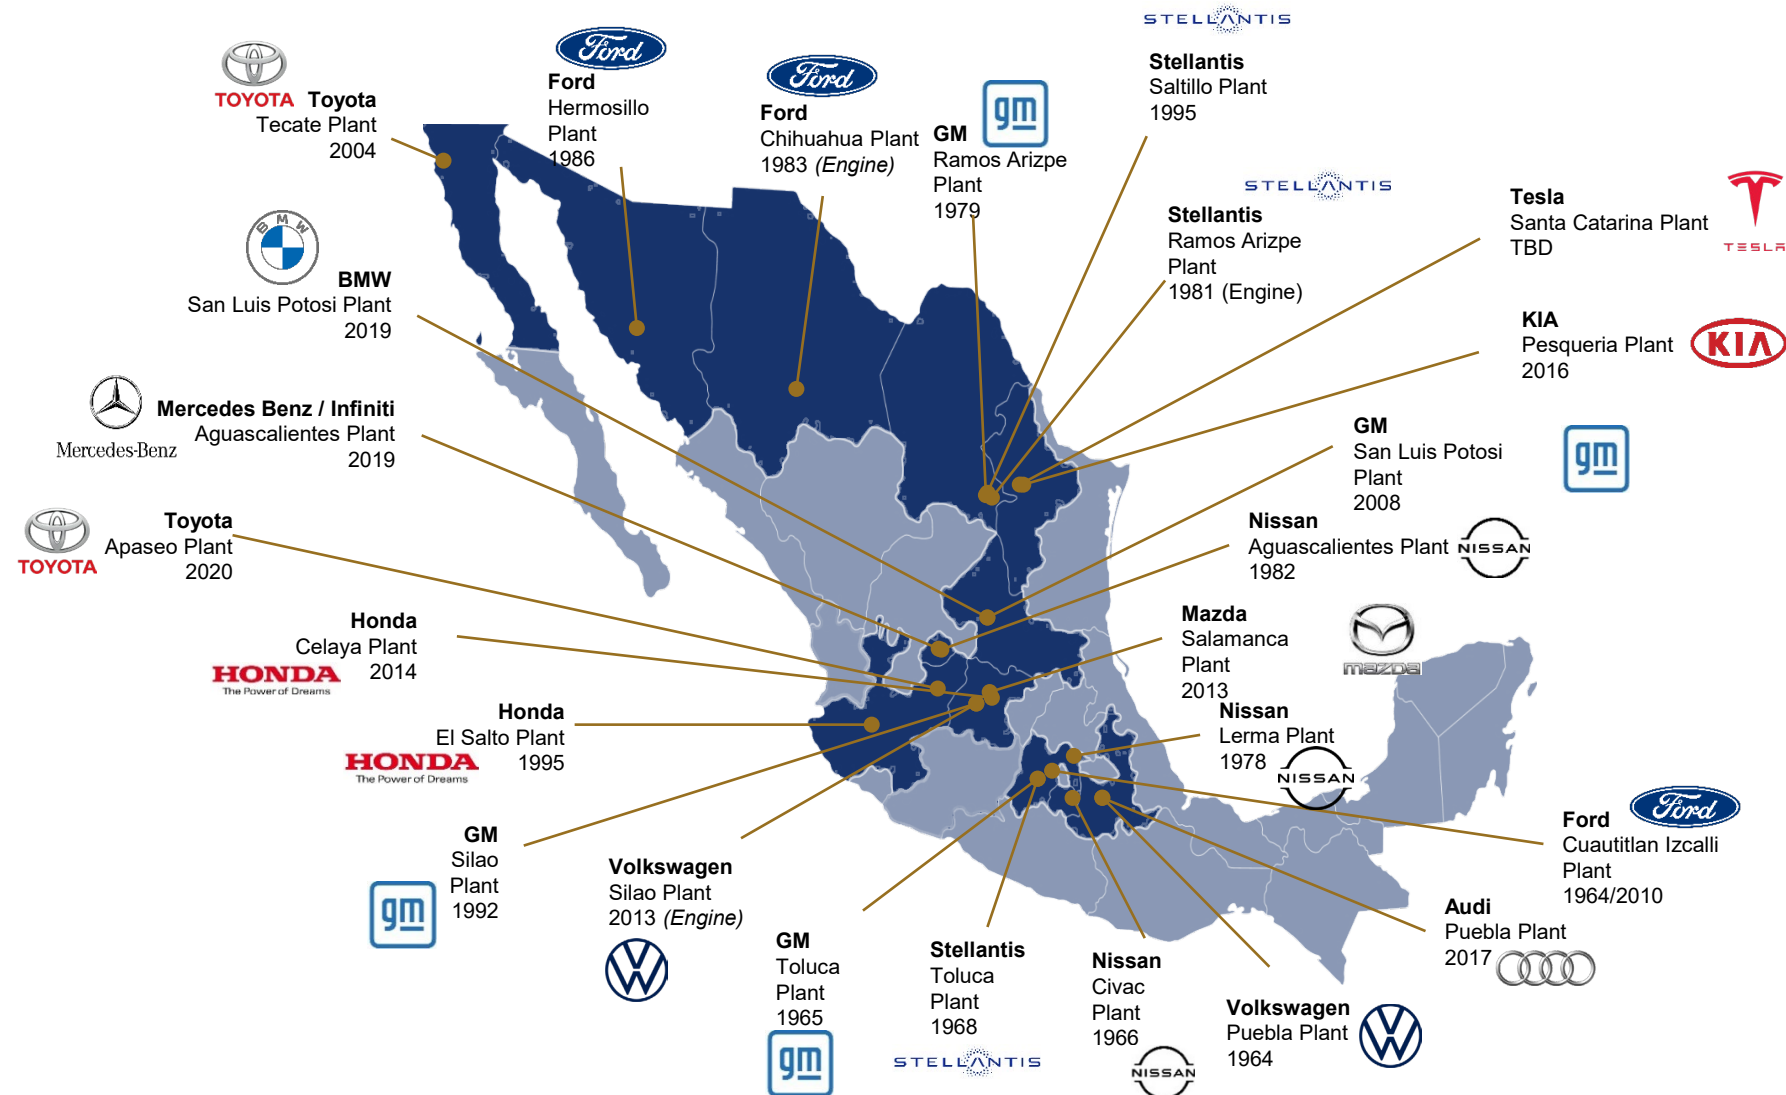 STELLANTIS
Stellantis
Saltillo Plant
1995
Ford
Ford
Hermosillo
Plant
1986
Ford
Ford
Chihuahua Plant
1983 (Engine)
gm
GM
Ramos Arizpe
Plant
1979
TOYOTA
Toyota
Tecate Plant
2004
STELLANTIS
Stellantis
Ramos Arizpe
Plant
1981 (Engine)
Tesla
Santa Catarina Plant
TBD
TESLA
BMW
BMW
San Luis Potosi Plant
2019
KIA
Pesqueria Plant
2016
KIA
Mercedes-Benz
Mercedes Benz / Infiniti
Aguascalientes Plant
2019
GM
San Luis Potosi
Plant
2008
gm
TOYOTA
Toyota
Apaseo Plant
2020
Nissan
Aguascalientes Plant
1982
NISSAN
Honda
Celaya Plant
2014
HONDA
The Power of Dreams
Mazda
Salamanca
Plant
2013
mazda
Honda
El Salto Plant
1995
HONDA
The Power of Dreams
Nissan
Lerma Plant
1978
NISSAN
GM
Silao
Plant
1992
gm
Volkswagen
Silao Plant
2013 (Engine)
Ford
Ford
Cuautitlan Izcalli
Plant
1964/2010
Audi
Puebla Plant
2017
GM
Toluca
Plant
1965
gm
Stellantis
Toluca
Plant
1968
STELLANTIS
Nissan
Civac
Plant
1966
NISSAN
Volkswagen
Puebla Plant
1964